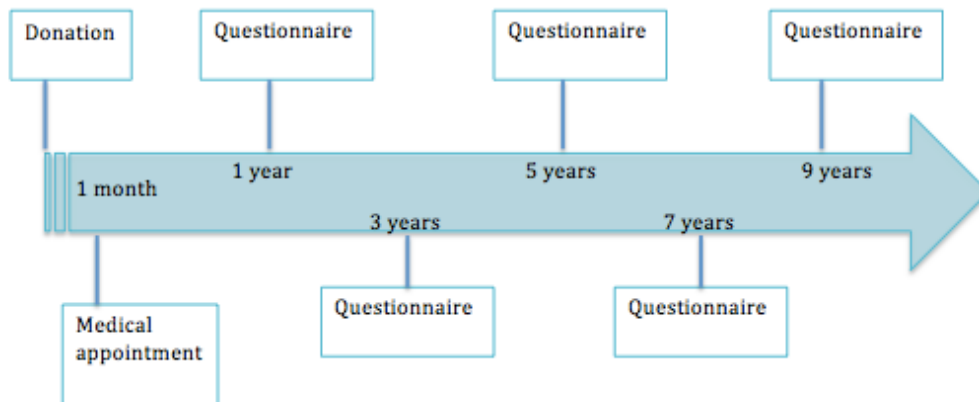 Donation
Questionnaire
Questionnaire
Questionnaire
1 month
1 year
5 years
9 years
3 years
7 years
Medical
appointment
Questionnaire
Questionnaire